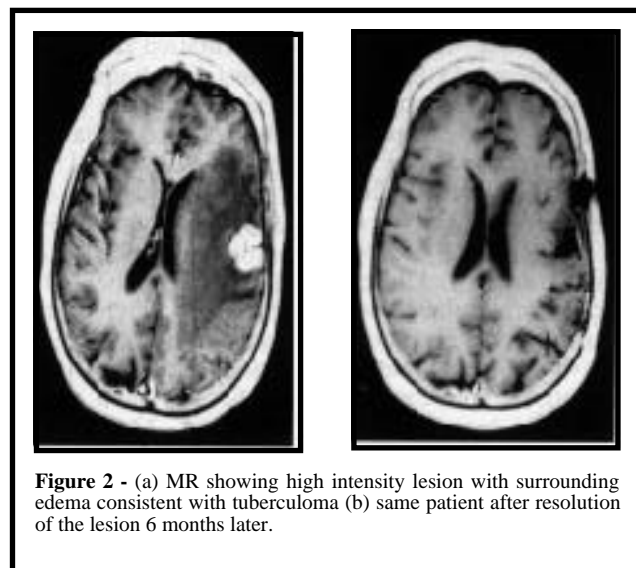 Figure 2 - (a) MR showing high intensity lesion with surrounding
edema consistent with tuberculoma (b) same patient after resolution
of the lesion 6 months later.